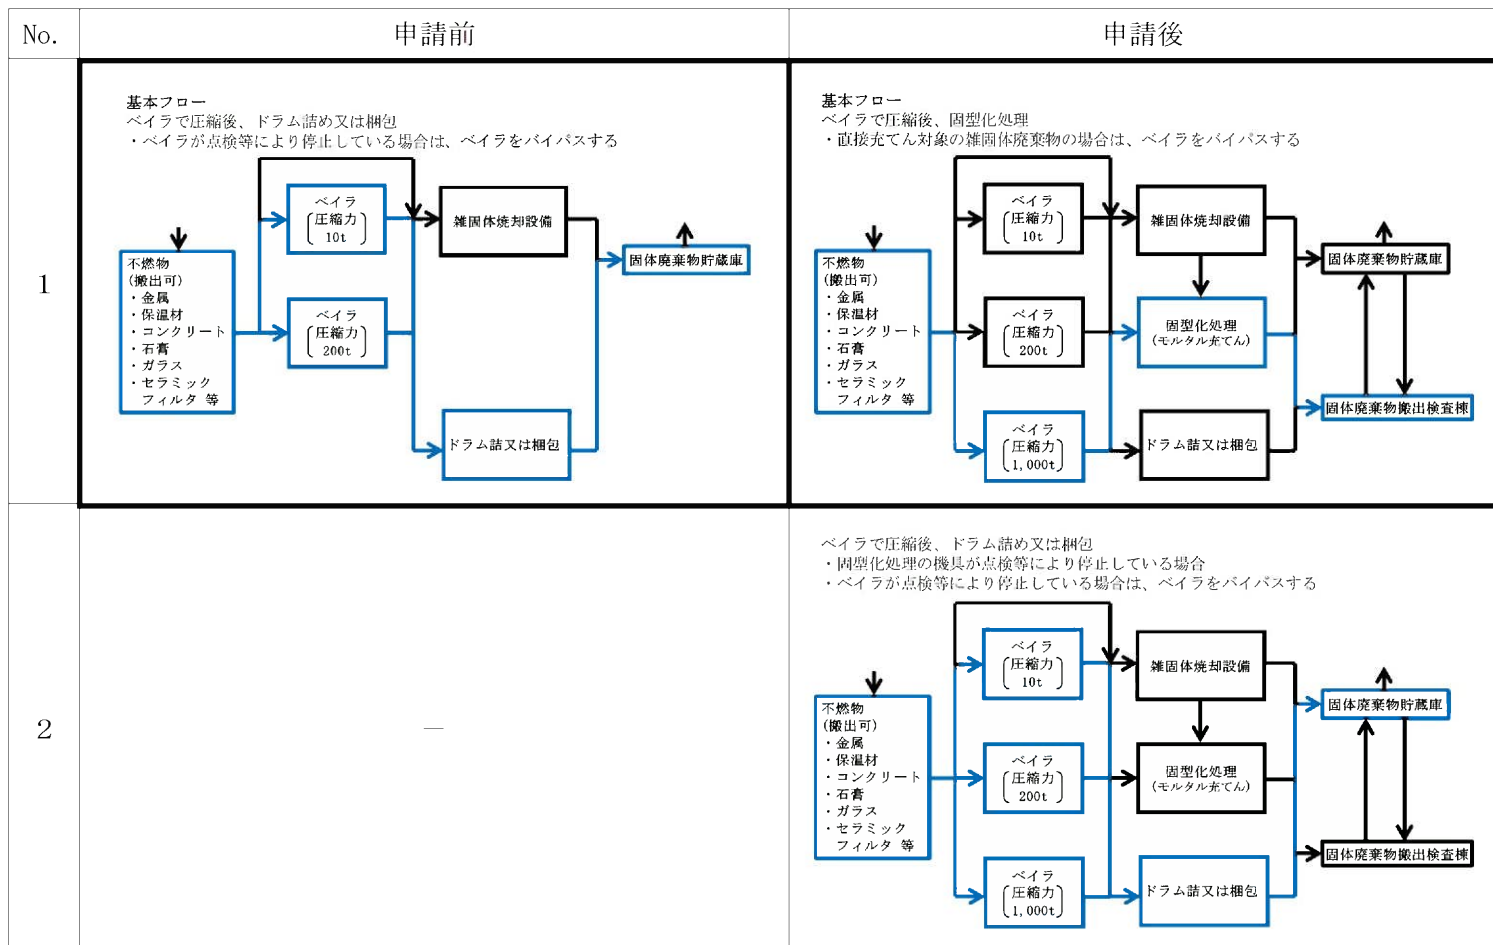 No.
申請前
申請後
1
基本フロー
ベイラで圧縮後、ドラム詰め又は梱包
・ベイラが点検等により停止している場合は、ベイラをバイパスする
不燃物
(搬出可)
・金属
・保温材
・コンクリート
・石膏
・ガラス
・セラミック
フィルタ 等
ベイラ
圧縮力
10t
ベイラ
圧縮力
200t
雑固体焼却設備
ドラム詰又は梱包
固体廃棄物貯蔵庫
基本フロー
ベイラで圧縮後、固型化処理
・直接充てん対象の雑固体廃棄物の場合は、ベイラをバイパスする
不燃物
(搬出可)
・金属
・保温材
・コンクリート
・石膏
・ガラス
・セラミック
フィルタ 等
ベイラ
圧縮力
10t
ベイラ
圧縮力
200t
ベイラ
圧縮力
1,000t
雑固体焼却設備
固型化処理
(モルタル充てん)
ドラム詰又は梱包
固体廃棄物貯蔵庫
固体廃棄物搬出検査棟
2
―
ベイラで圧縮後、ドラム詰め又は梱包
・固型化処理の機具が点検等により停止している場合
・ベイラが点検等により停止している場合は、ベイラをバイパスする
不燃物
(搬出可)
・金属
・保温材
・コンクリート
・石膏
・ガラス
・セラミック
フィルタ 等
ベイラ
圧縮力
10t
ベイラ
圧縮力
200t
ベイラ
圧縮力
1,000t
雑固体焼却設備
固型化処理
(モルタル充てん)
ドラム詰又は梱包
固体廃棄物貯蔵庫
固体廃棄物搬出検査棟